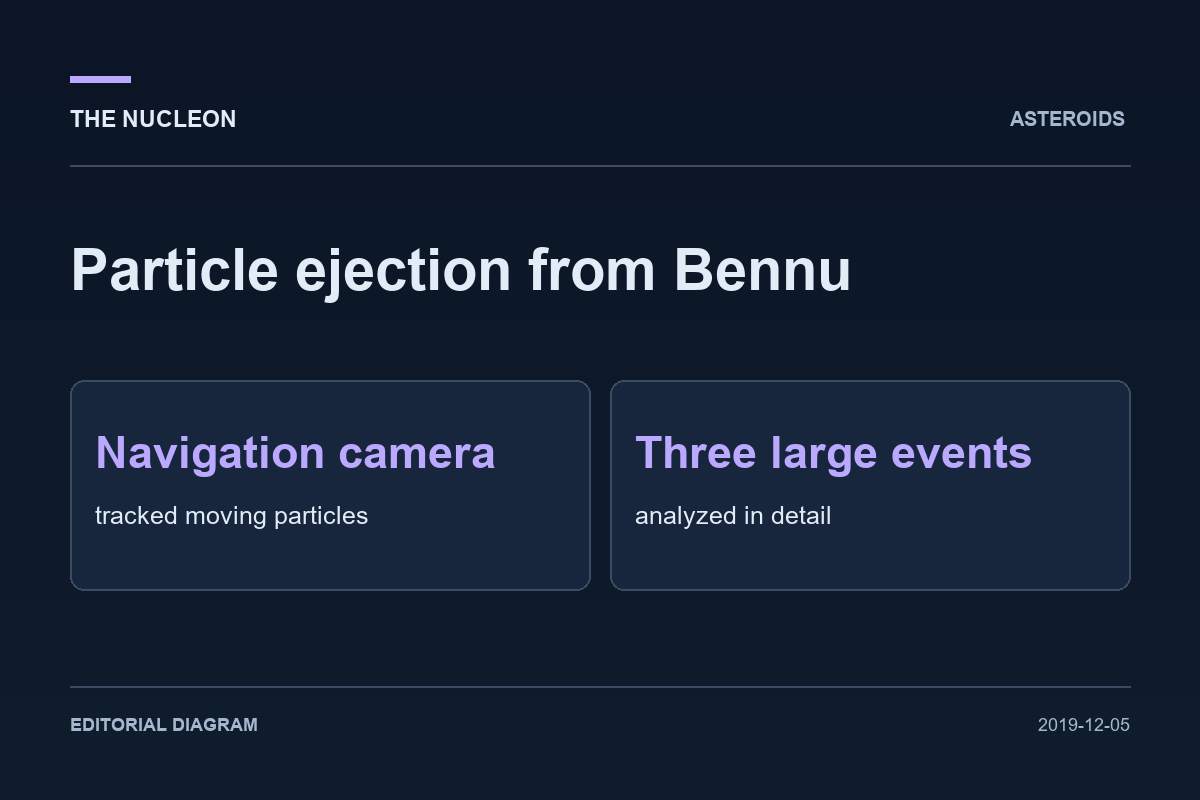 THE NUCLEON
ASTEROIDS
Particle ejection from Bennu
Navigation camera
tracked moving particles
Three large events
analyzed in detail
EDITORIAL DIAGRAM
2019-12-05